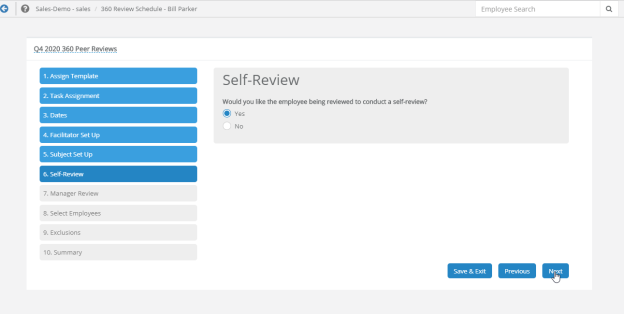 Sales-Demo - sales / 360 Review Schedule - Bill Parker
Employee Search
Q4 2020 360 Peer Reviews
1. Assign Template
2. Task Assignment
3. Dates
4. Facilitator Set Up
5. Subject Set Up
6. Self-Review
7. Manager Review
8. Select Employees
9. Exclusions
10. Summary
Self-Review
Would you like the employee being reviewed to conduct a self-review?
Yes
No
Save & Exit
Previous
Next